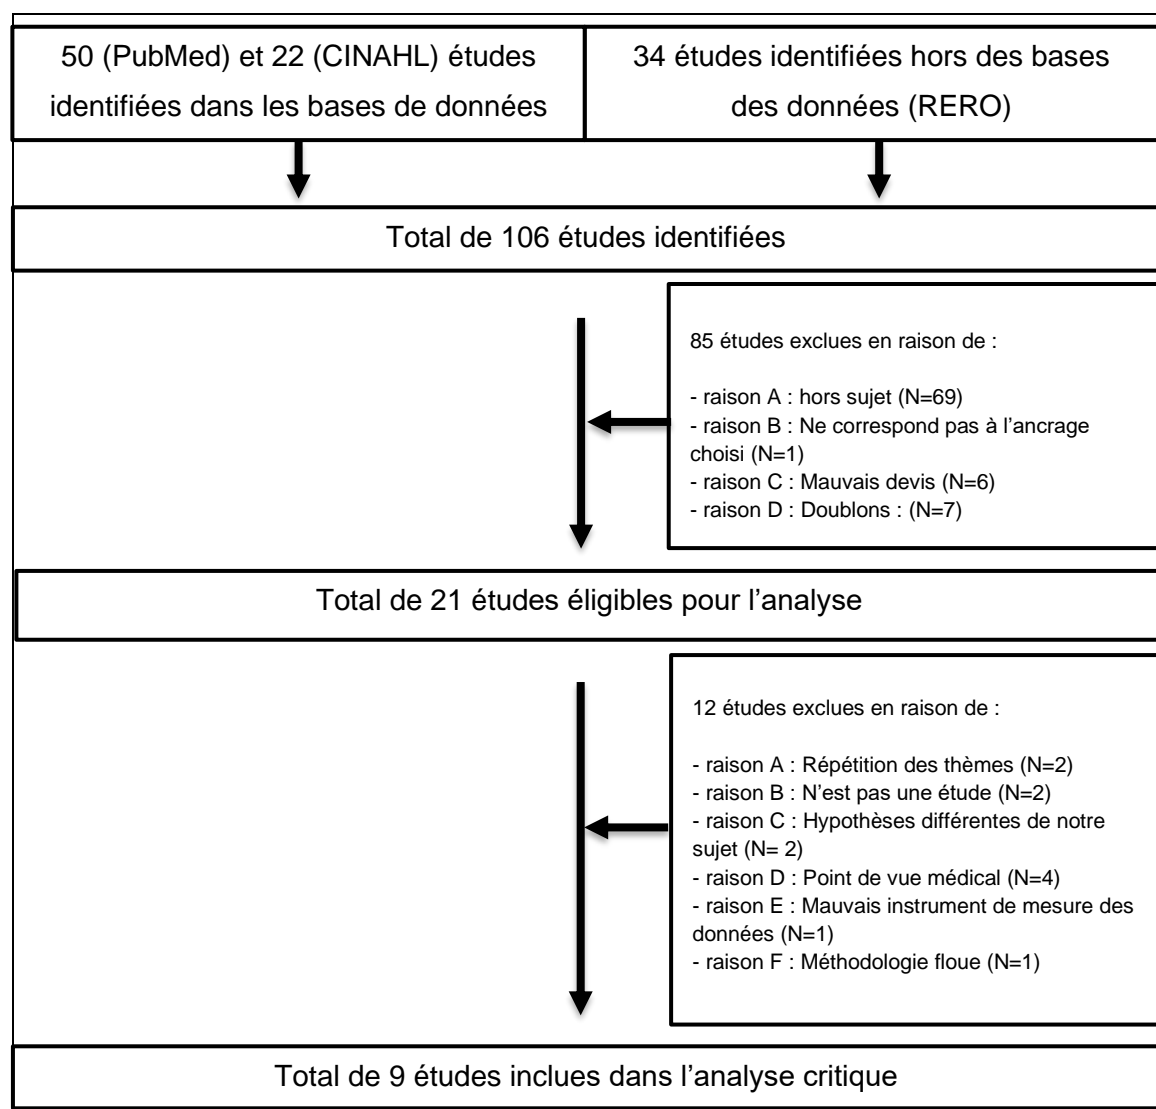 50 (PubMed) et 22 (CINAHL) études
identifiées dans les bases de données
34 études identifiées hors des bases
des données (RERO)
Total de 106 études identifiées
85 études exclues en raison de :
- raison A : hors sujet (N=69)
- raison B : Ne correspond pas à l’ancrage
choisi (N=1)
- raison C : Mauvais devis (N=6)
- raison D : Doublons : (N=7)
Total de 21 études éligibles pour l’analyse
12 études exclues en raison de :
- raison A : Répétition des thèmes (N=2)
- raison B : N’est pas une étude (N=2)
- raison C : Hypothèses différentes de notre
sujet (N= 2)
- raison D : Point de vue médical (N=4)
- raison E : Mauvais instrument de mesure des
données (N=1)
- raison F : Méthodologie floue (N=1)
Total de 9 études inclues dans l’analyse critique